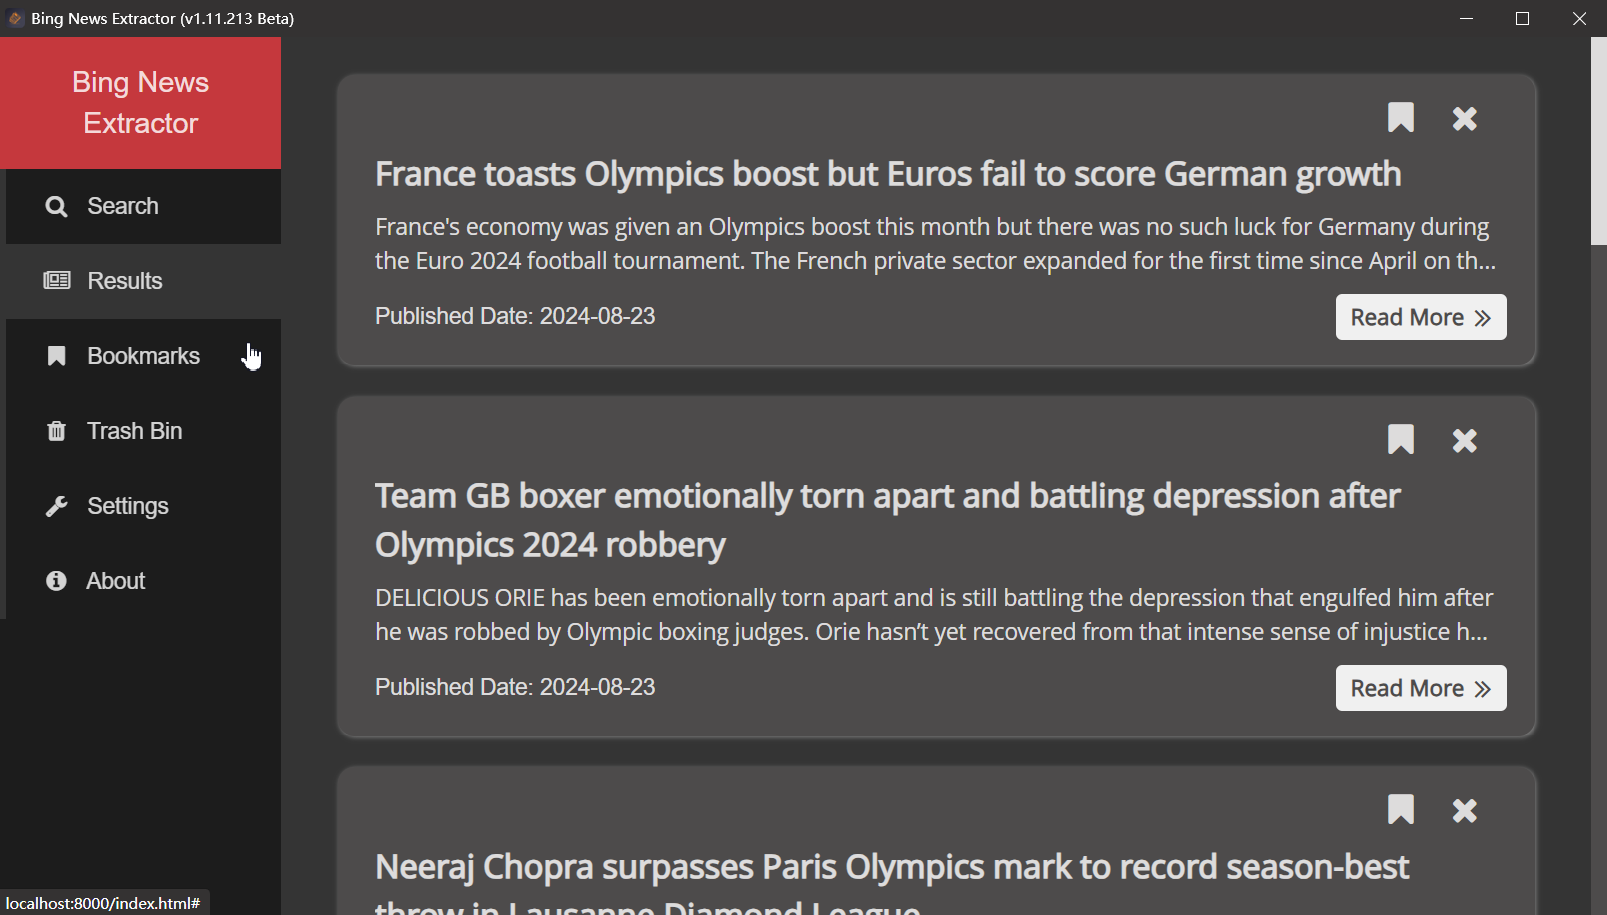 Bing News Extractor (v1.11.213 Beta)
Bing News
Extractor
Search
Results
Bookmarks
Trash Bin
Settings
About
France toasts Olympics boost but Euros fail to score German growth
France's economy was given an Olympics boost this month but there was no such luck for Germany during
the Euro 2024 football tournament. The French private sector expanded for the first time since April on th...
Published Date: 2024-08-23
Read More
Team GB boxer emotionally torn apart and battling depression after
Olympics 2024 robbery
DELICIOUS ORIE has been emotionally torn apart and is still battling the depression that engulfed him after
he was robbed by Olympic boxing judges. Orie hasn’t yet recovered from that intense sense of injustice h...
Published Date: 2024-08-23
Read More
Neeraj Chopra surpasses Paris Olympics mark to record season-best
throw in Lausanne Diamond League
localhost:8000/index.html#